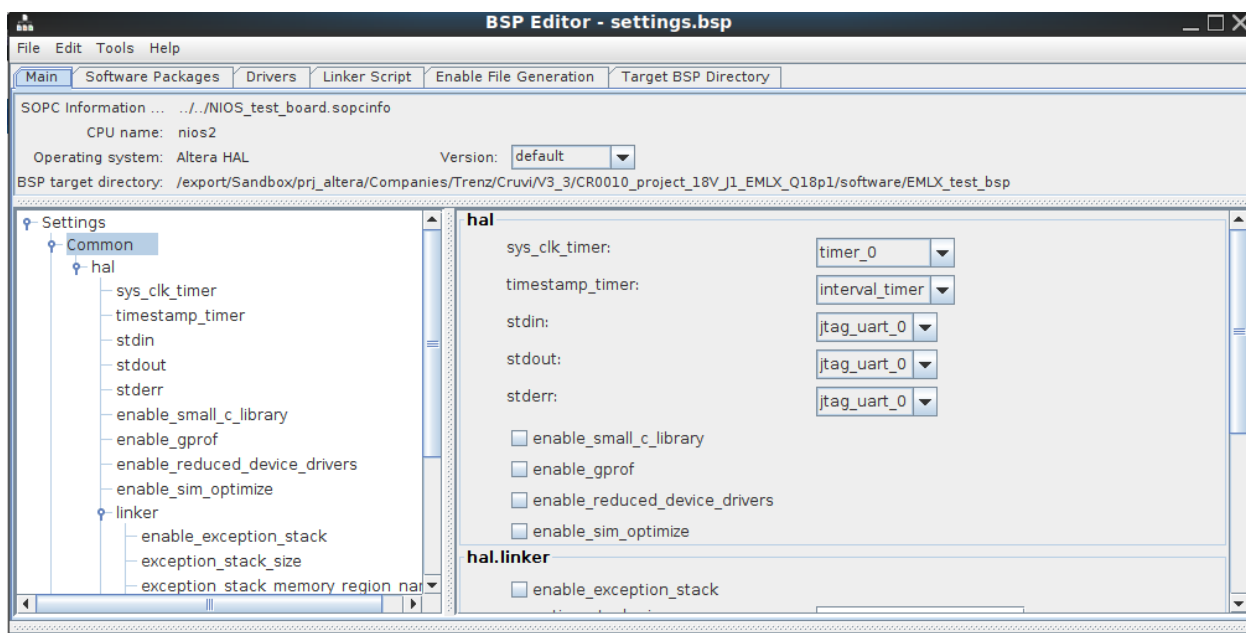 BSP Editor - settings.bsp
File Edit Tools Help
Main Software Packages Drivers Linker Script Enable File Generation Target BSP Directory
SOPC Information ... ../../NIOS_test_board.sopcinfo
CPU name: nios2
Operating system: Altera HAL Version: default
BSP target directory: /export/Sandbox/prj_altera/Companies/Trenz/Cruvi/V3_3/CR0010_project_18V_J1_EMLX_Q18p1/software/EMLX_test_bsp
Settings
Common
hal
sys_clk_timer
timestamp_timer
stdin
stdout
stderr
enable_small_c_library
enable_gprof
enable_reduced_device_drivers
enable_sim_optimize
linker
enable_exception_stack
exception_stack_size
exception_stack_memory_region_nar
hal
sys_clk_timer: timer_0
timestamp_timer: interval_timer
stdin: jtag_uart_0
stdout: jtag_uart_0
stderr: jtag_uart_0
enable_small_c_library
enable_gprof
enable_reduced_device_drivers
enable_sim_optimize
hal.linker
enable_exception_stack